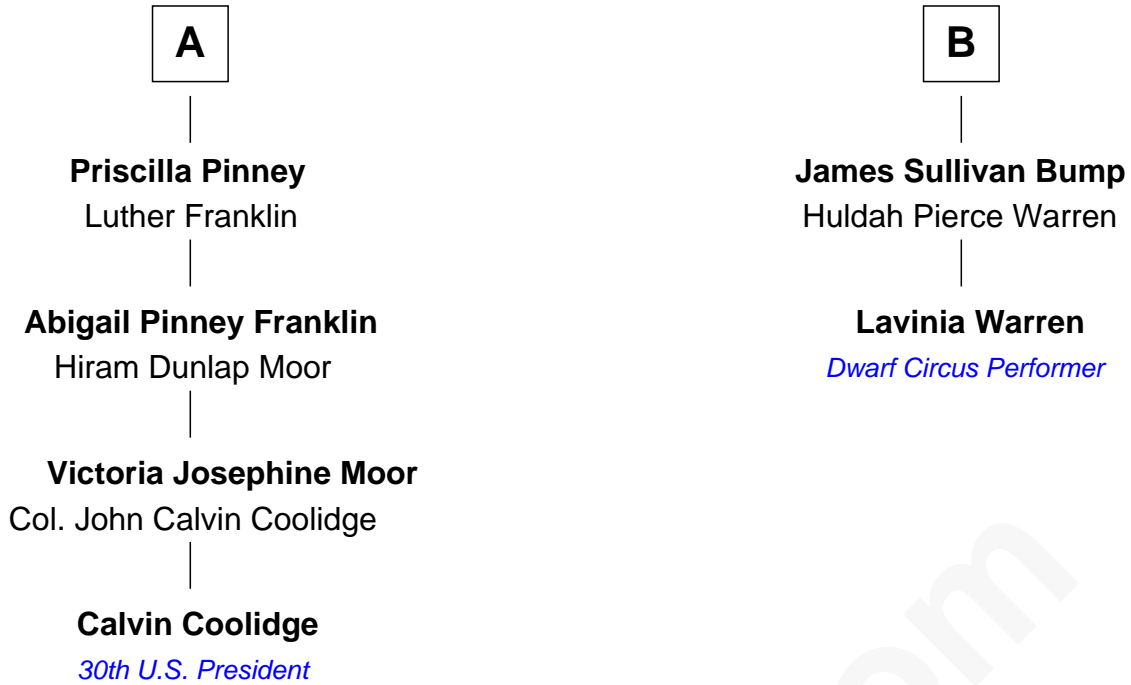 A
Priscilla Pinney
Luther Franklin
Abigail Pinney Franklin
Hiram Dunlap Moor
Victoria Josephine Moor
Col. John Calvin Coolidge
Calvin Coolidge
30th U.S. President
B
James Sullivan Bump
Huldah Pierce Warren
Lavinia Warren
Dwarf Circus Performer
om